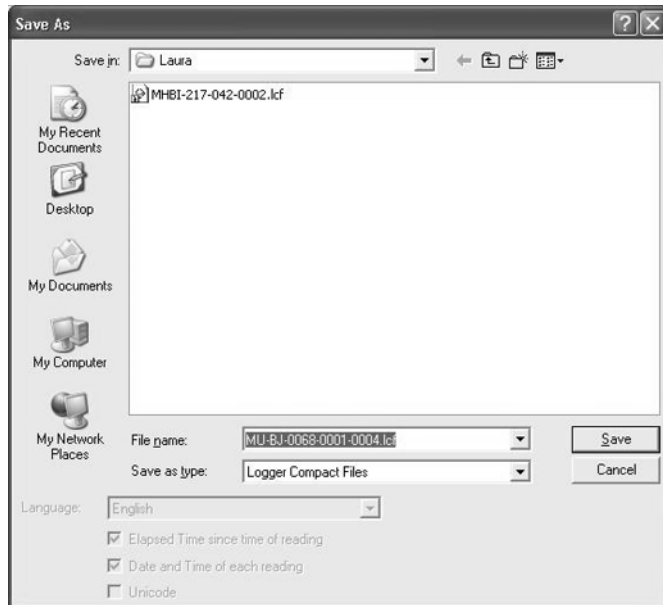 Save As
Save in: Laura
MHBI-217-042-0002.lcf
My Recent
Documents
Desktop
My Documents
My Computer
My Network
Places
File name: MU-BJ-0068-0001-0004.lcf Save
Save as type: Logger Compact Files Cancel
Language: English
Elapsed Time since time of reading
Date and Time of each reading
Unicode